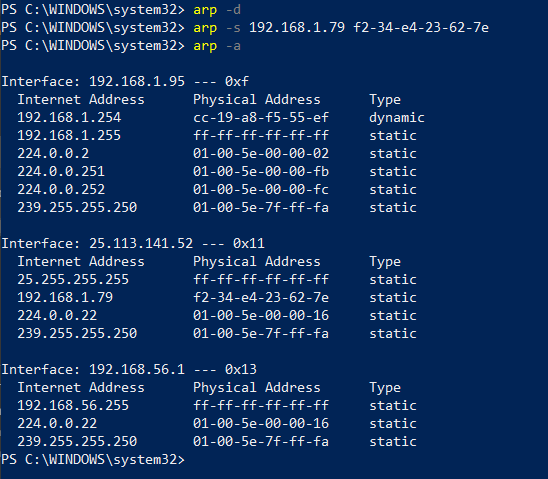 PS C:\WINDOWS\system32> arp -d
PS C:\WINDOWS\system32> arp -s 192.168.1.79 f2-34-e4-23-62-7e
PS C:\WINDOWS\system32> arp -a
Interface: 192.168.1.95 --- 0xf
Internet Address Physical Address Type
192.168.1.254 cc-19-a8-f5-55-ef dynamic
192.168.1.255 ff-ff-ff-ff-ff-ff static
224.0.0.2 01-00-5e-00-00-02 static
224.0.0.251 01-00-5e-00-00-fb static
224.0.0.252 01-00-5e-00-00-fc static
239.255.255.250 01-00-5e-7f-ff-fa static
Interface: 25.113.141.52 --- 0x11
Internet Address Physical Address Type
25.255.255.255 ff-ff-ff-ff-ff-ff static
192.168.1.79 f2-34-e4-23-62-7e static
224.0.0.22 01-00-5e-00-00-16 static
239.255.255.250 01-00-5e-7f-ff-fa static
Interface: 192.168.56.1 --- 0x13
Internet Address Physical Address Type
192.168.56.255 ff-ff-ff-ff-ff-ff static
224.0.0.22 01-00-5e-00-00-16 static
239.255.255.250 01-00-5e-7f-ff-fa static
PS C:\WINDOWS\system32>